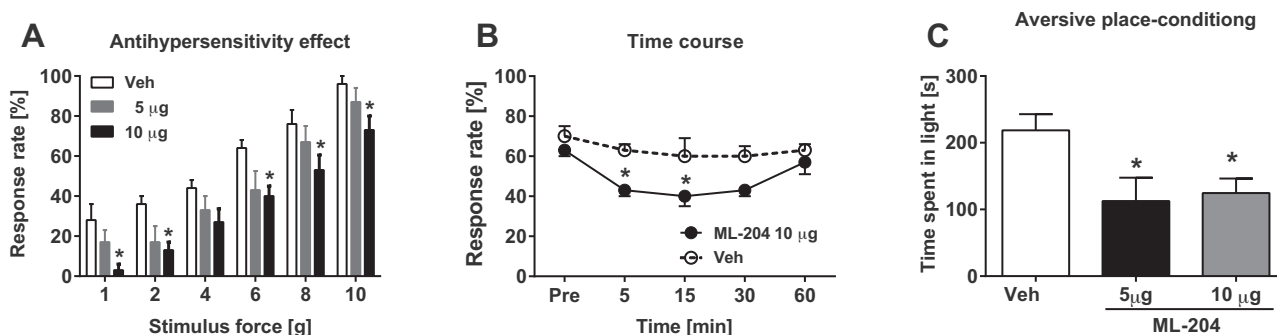 A
Antihypersensitivity effect
Response rate [%]
100
80
60
40
20
0
Veh
5 µg
10 µg
*
*
*
*
*
1 2 4 6 8 10
Stimulus force [g]
B
Time course
Response rate [%]
100
80
60
40
20
0
*
*
ML-204 10 µg
Veh
Pre 5 15 30 60
Time [min]
C
Aversive place-conditiong
Time spent in light [s]
300
200
100
0
*
*
Veh 5µg 10 µg
ML-204